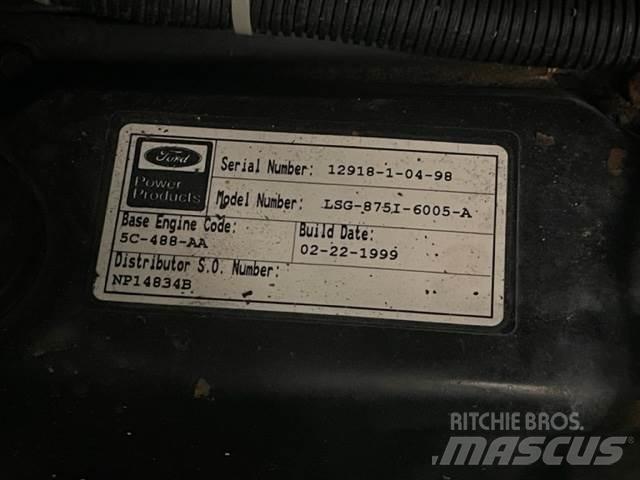 Ford
Power
Products
Serial Number: 12918-1-04-98
Model Number: LSG-875I-6005-A
Base Engine Code:
5C-488-AA
Build Date:
02-22-1999
Distributor S.O. Number:
NP14834B
RITCHIE BROS.
MASCUS